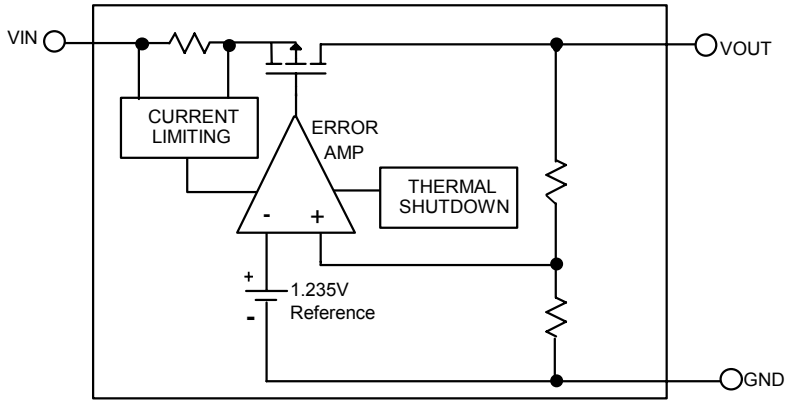 VIN
VOUT
CURRENT
LIMITING
ERROR
AMP
THERMAL
SHUTDOWN
- +
+
1.235V
-
Reference
GND